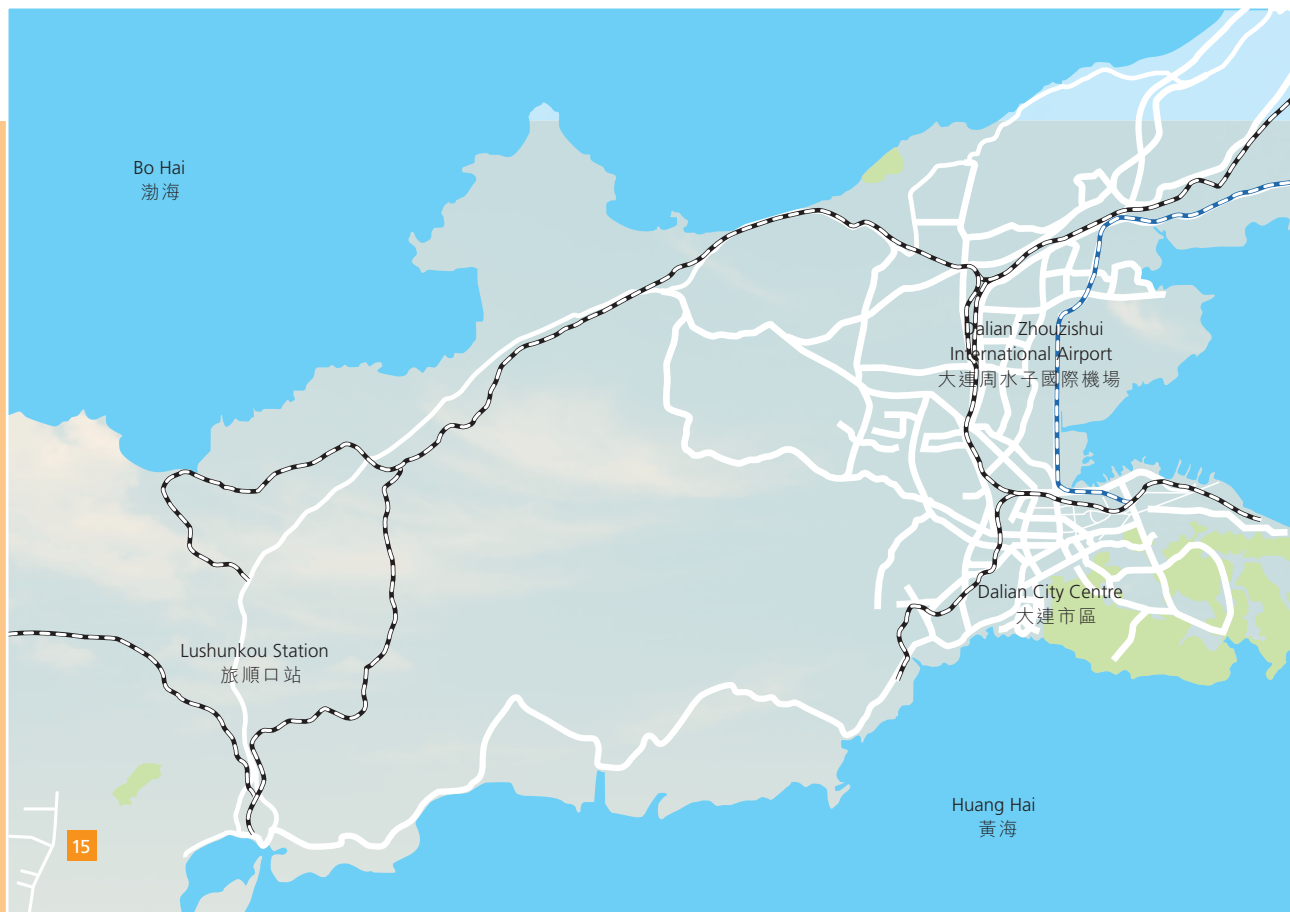 Bo Hai
渤海
Dalian Zhouzishui
International Airport
大連周水子國際機場
Dalian City Centre
大連市區
Lushunkou Station
旅順口站
Huang Hai
黃海
15